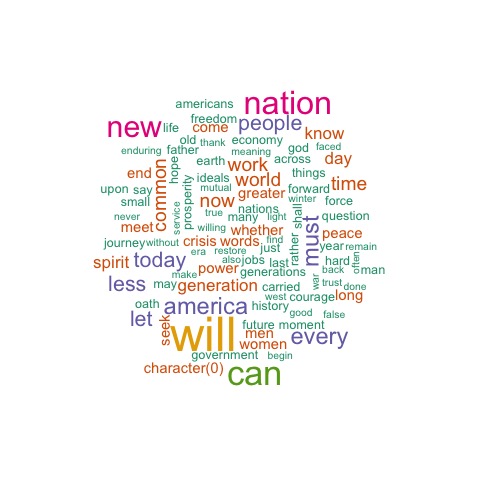 americans nation
freedom
new life come people know
old thank economy
enduring father meaning god faced
earth across day
end hope work things
ideals world time
upon say common prosperity mutual greater forward winter
small now nations shall force
never service true many light must question
meet willing whether peace
journey without crisis words just rather year remain
era restore find
spirit today also jobs last hard often
power generations back man
less make war
may generation carried trust done
oath west courage long
let america history good false
seek will future moment
men every
women
government begin
character(0) can